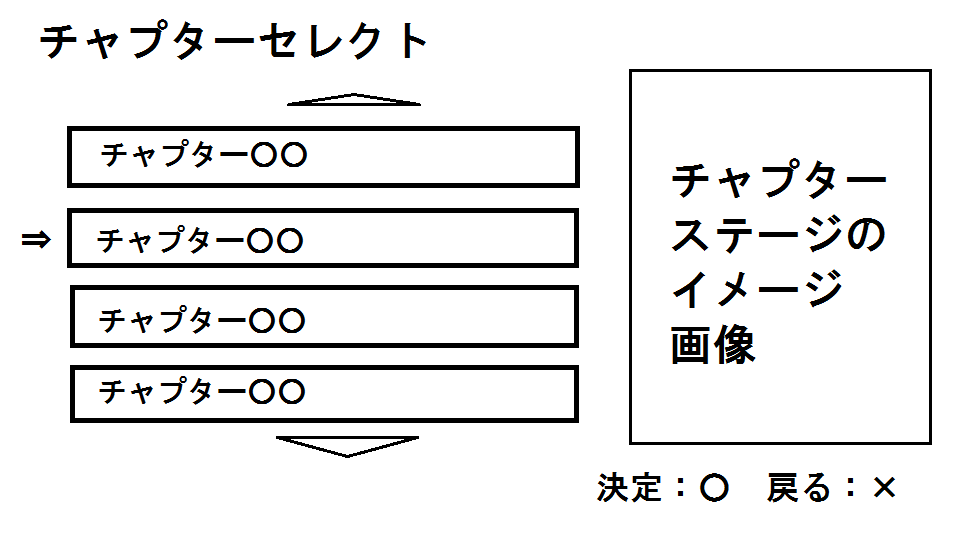 チャプターセレクト
チャプター〇〇
⇒ チャプター〇〇
チャプター〇〇
チャプター〇〇
チャプター
ステージの
イメージ
画像
決定：〇　戻る：×